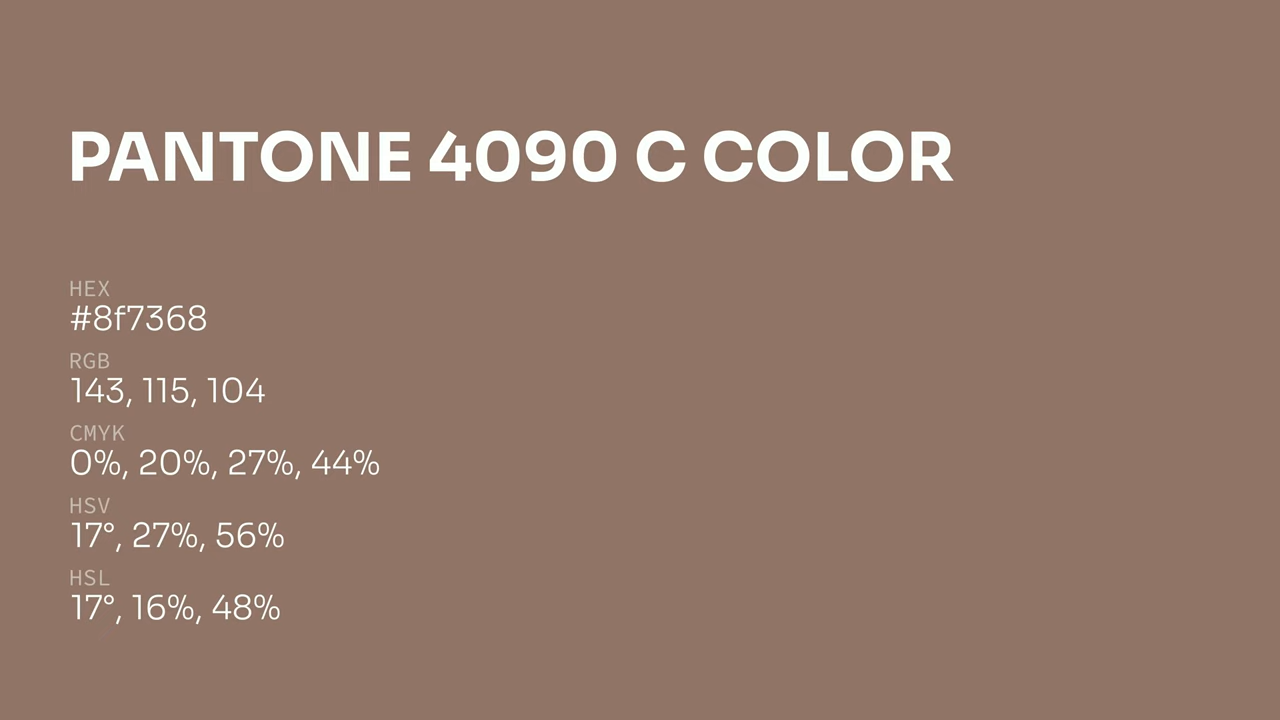 PANTONE 4090 C COLOR
HEX
#8f7368
RGB
143, 115, 104
CMYK
0%, 20%, 27%, 44%
HSV
17°, 27%, 56%
HSL
17°, 16%, 48%